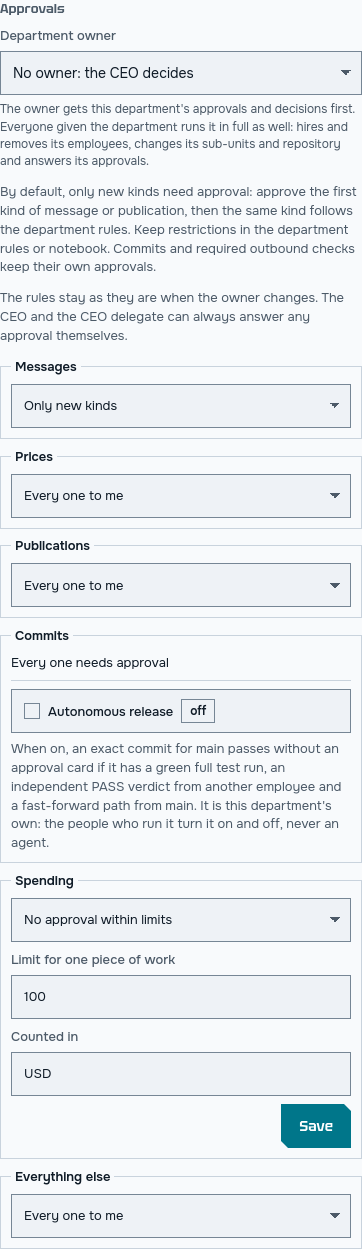 Approvals
Department owner
No owner: the CEO decides
The owner gets this department's approvals and decisions first.
Everyone given the department runs it in full as well: hires and
removes its employees, changes its sub-units and repository
and answers its approvals.
By default, only new kinds need approval: approve the first
kind of message or publication, then the same kind follows
the department rules. Keep restrictions in the department
rules or notebook. Commits and required outbound checks
keep their own approvals.
The rules stay as they are when the owner changes. The
CEO and the CEO delegate can always answer any
approval themselves.
Messages
Only new kinds
Prices
Every one to me
Publications
Every one to me
Commits
Every one needs approval
Autonomous release off
When on, an exact commit for main passes without an
approval card if it has a green full test run, an
independent PASS verdict from another employee and
a fast-forward path from main. It is this department's
own: the people who run it turn it on and off, never an
agent.
Spending
No approval within limits
Limit for one piece of work
100
Counted in
USD
Save
Everything else
Every one to me